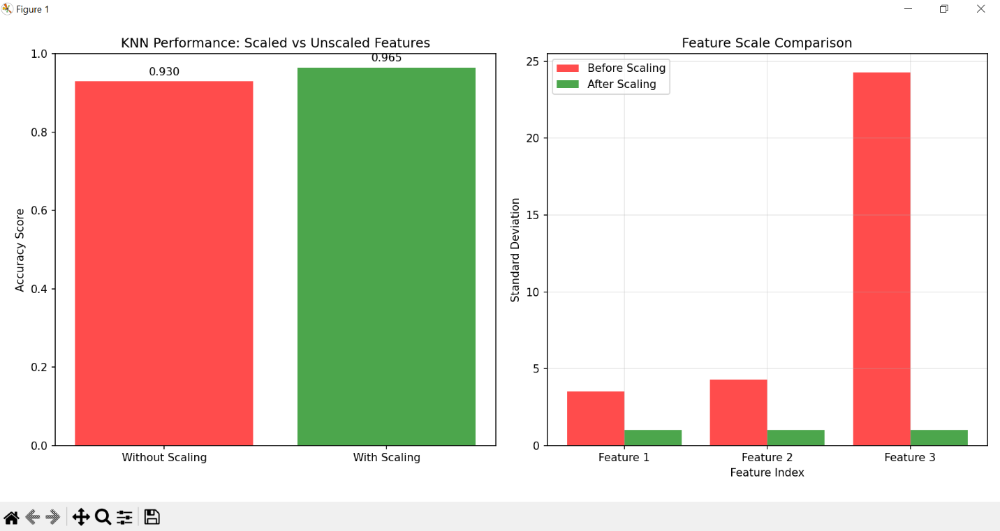 Figure 1
KNN Performance: Scaled vs Unscaled Features
1.0
0.8
0.6
0.4
0.2
0.0
Accuracy Score
0.930
0.965
Without Scaling
With Scaling
Feature Scale Comparison
Before Scaling
After Scaling
25
20
15
10
5
0
Standard Deviation
Feature 1
Feature 2
Feature 3
Feature Index